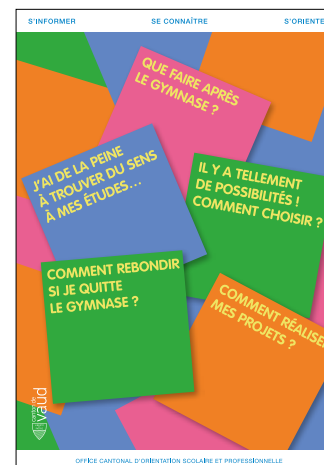 S'INFORMER SE CONNAÎTRE S'ORIENTE
QUE FAIRE APRÈS
LE GYMNASE ?
J'AI DE LA PEINE
À TROUVER DU SENS
À MES ÉTUDES...
IL Y A TELLEMENT
DE POSSIBILITÉS !
COMMENT CHOISIR ?
COMMENT REBONDIR
SI JE QUITTE
LE GYMNASE ?
COMMENT RÉALISE
MES PROJETS ?
canton de
vaud
OFFICE CANTONAL D'ORIENTATION SCOLAIRE ET PROFESSIONNELLE